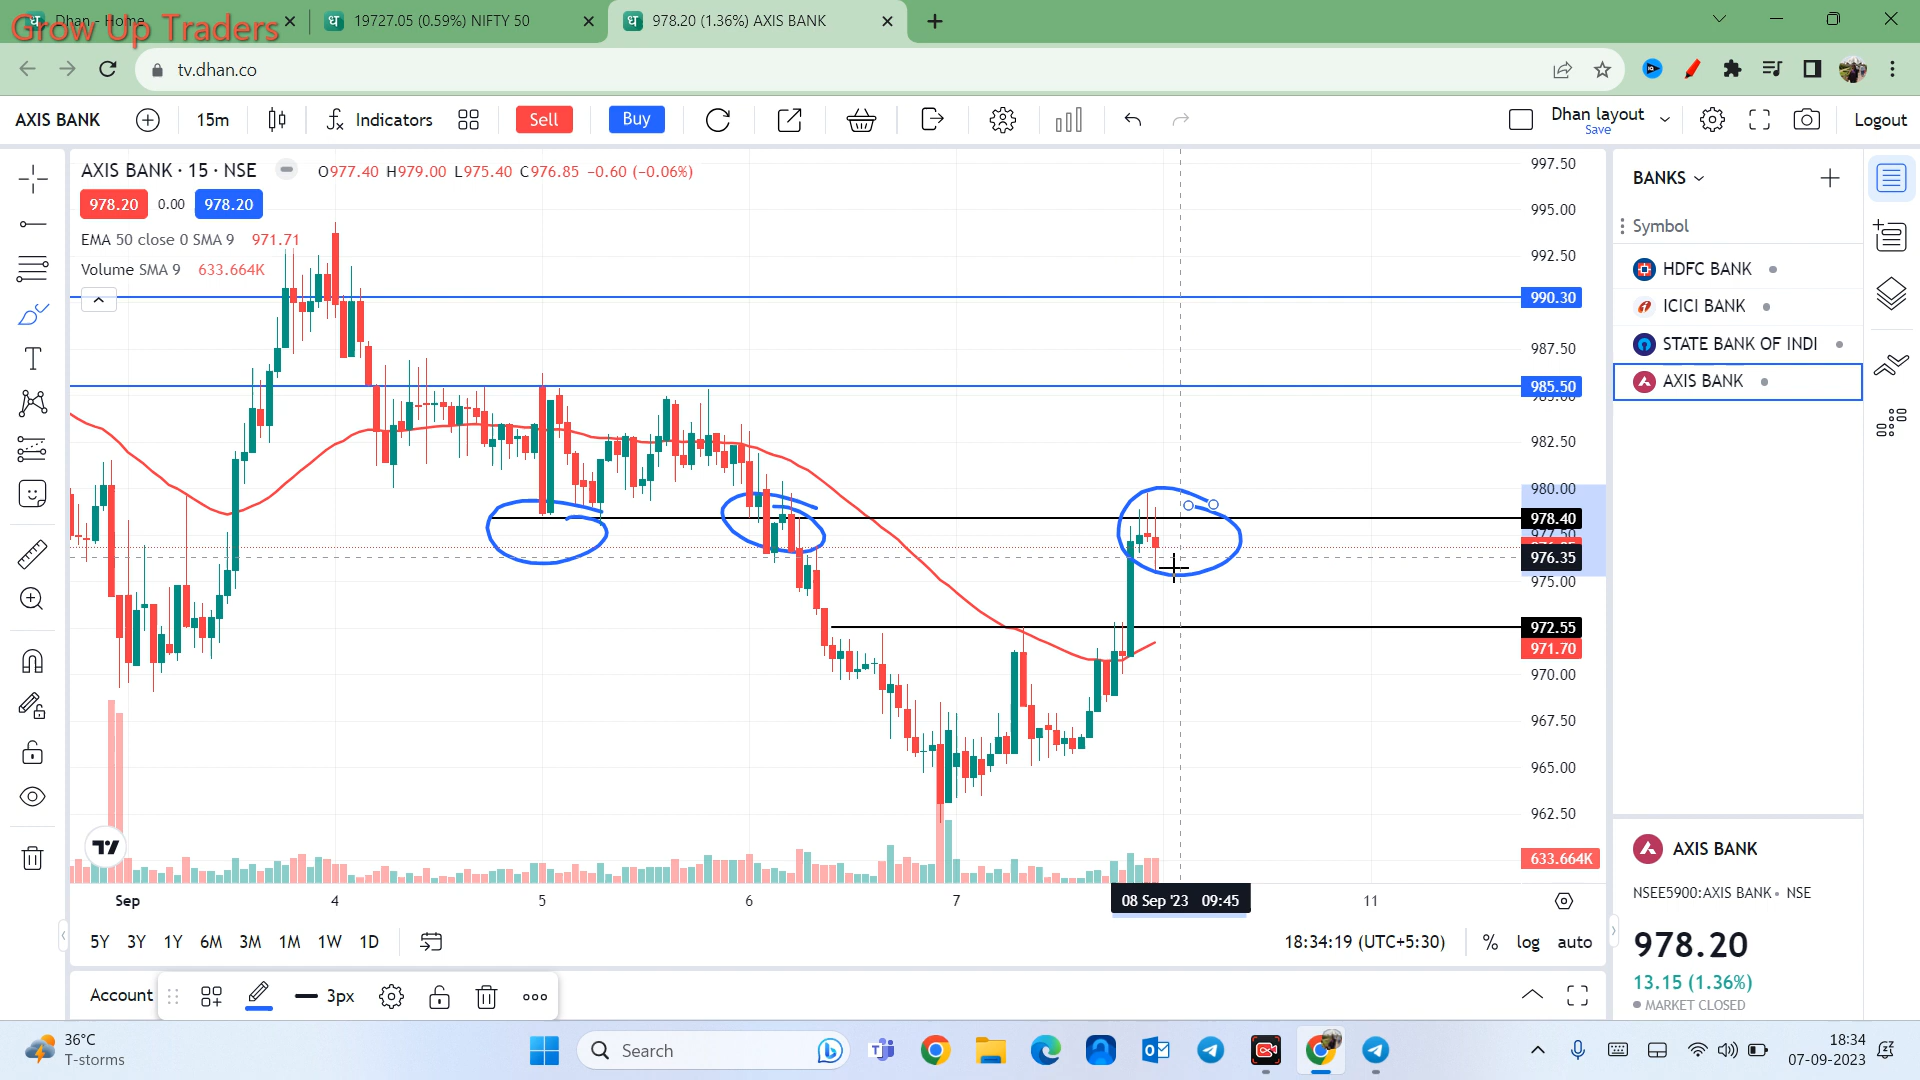 Grow Up Traders
Dhan - Home
19727.05 (0.59%) NIFTY 50
978.20 (1.36%) AXIS BANK
tv.dhan.co
AXIS BANK
15m
Indicators
Sell
Buy
Dhan layout
Save
Logout
AXIS BANK · 15 · NSE
O977.40 H979.00 L975.40 C976.85 −0.60 (−0.06%)
978.20 0.00 978.20
EMA 50 close 0 SMA 9 971.71
Volume SMA 9 633.664K
997.50
995.00
992.50
990.30
987.50
985.50
982.50
980.00
978.40
976.35
975.00
972.55
971.70
970.00
967.50
965.00
962.50
633.664K
Sep 4 5 6 7 08 Sep '23 09:45 11
5Y 3Y 1Y 6M 3M 1M 1W 1D
18:34:19 (UTC+5:30) % log auto
Account
3px
BANKS
Symbol
HDFC BANK
ICICI BANK
STATE BANK OF INDI
AXIS BANK
AXIS BANK
NSEE5900:AXIS BANK • NSE
978.20
13.15 (1.36%)
MARKET CLOSED
36°C
T-storms
Search
18:34
07-09-2023